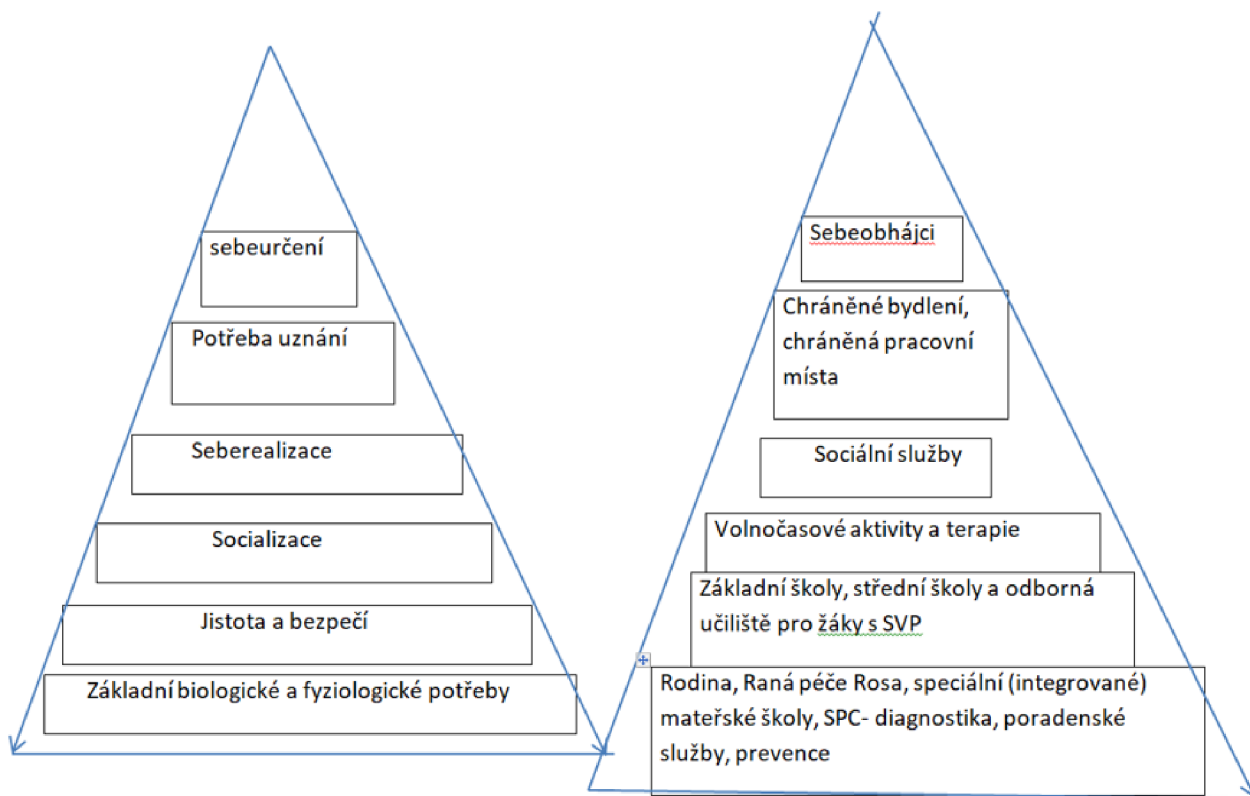 sebeurčení
Potřeba uznání
Seberealizace
Socializace
Jistota a bezpečí
Základní biologické a fyziologické potřeby
Sebeobhájci
Chráněné bydlení,
chráněná pracovní
místa
Sociální služby
Volnočasové aktivity a terapie
Základní školy, střední školy a odborná
učiliště pro žáky s SVP
Rodina, Raná péče Rosa, speciální (integrované)
mateřské školy, SPC- diagnostika, poradenské
služby, prevence